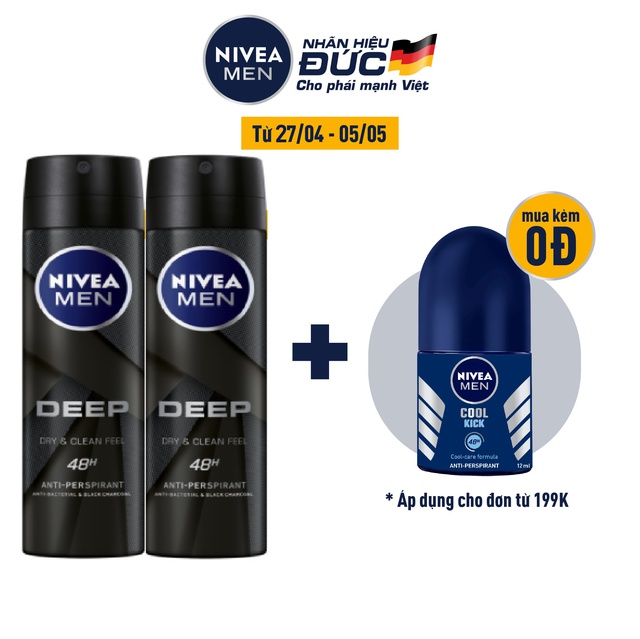 NIVEA
MEN
NHÃN HIỆU
ĐỨC
Cho phái mạnh Việt
Từ 27/04 - 05/05
NIVEA
MEN
DEEP
DRY & CLEAN FEEL
48H
ANTI-PERSPIRANT
ANTI-BACTERIAL & BLACK CHARCOAL
NIVEA
MEN
DEEP
DRY & CLEAN FEEL
48H
ANTI-PERSPIRANT
ANTI-BACTERIAL & BLACK CHARCOAL
+
mua kèm
0Đ
NIVEA
MEN
COOL
KICK
48H
Cool-care formula
ANTI-PERSPIRANT
12ml
* Áp dụng cho đơn từ 199K